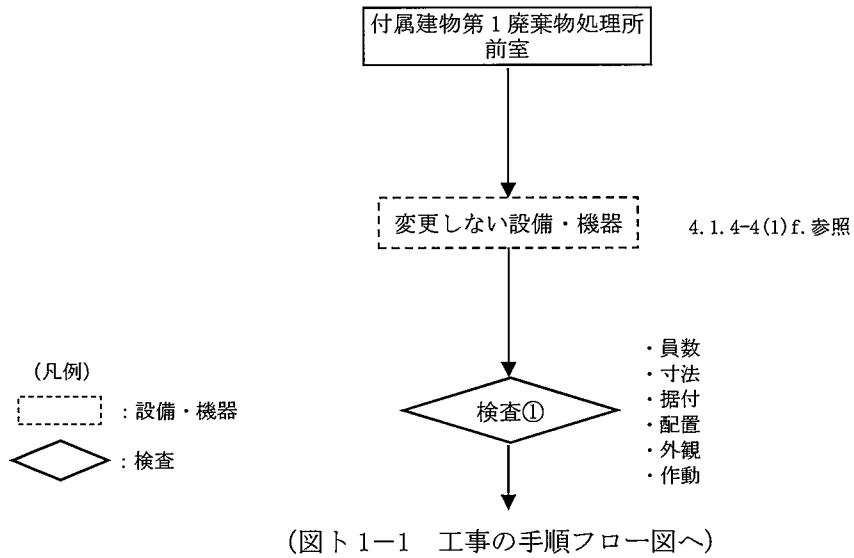 付属建物第1廃棄物処理所
前室
変更しない設備・機器
4.1.4-4(1)f.参照
検査①
・員数
・寸法
・据付
・配置
・外観
・作動
(凡例)
：設備・機器
：検査
(図ト1－1　工事の手順フロー図へ)